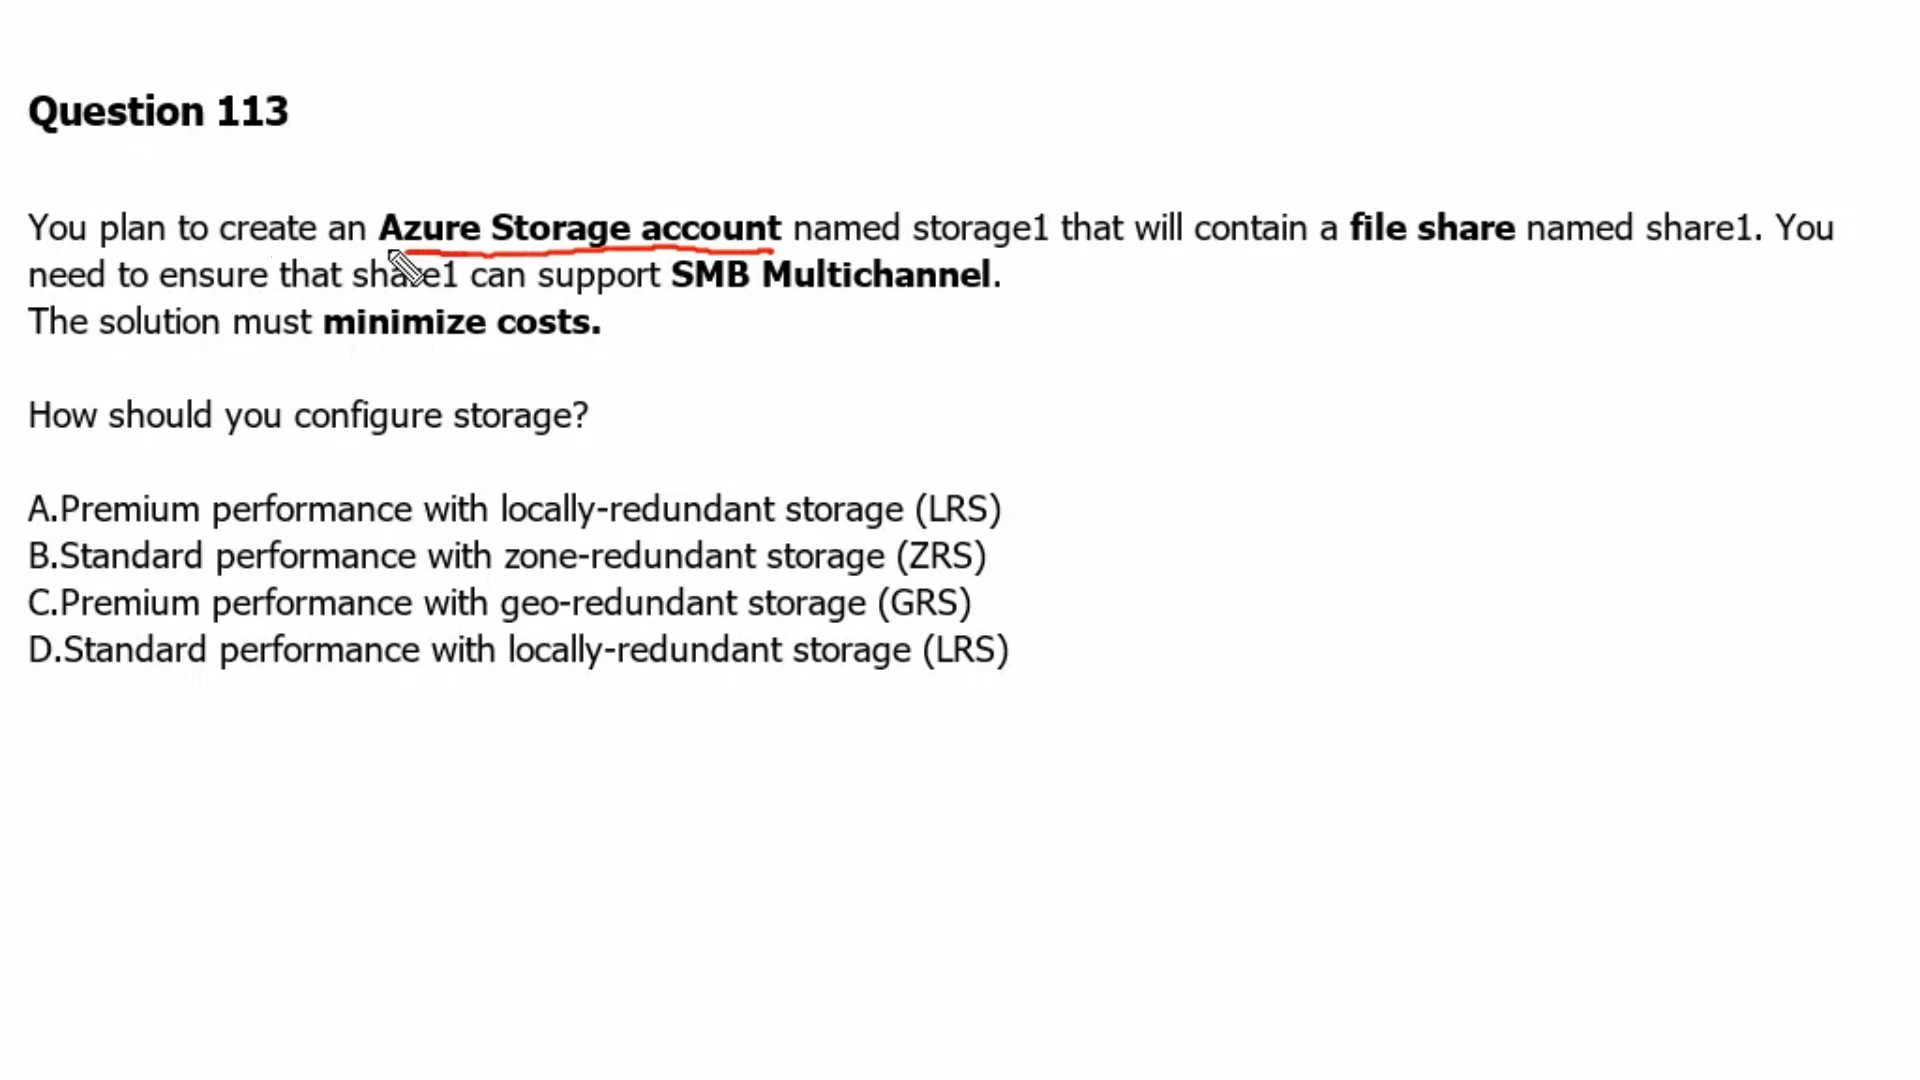 Question 113
You plan to create an Azure Storage account named storage1 that will contain a file share named share1. You
need to ensure that share1 can support SMB Multichannel.
The solution must minimize costs.
How should you configure storage?
A.Premium performance with locally-redundant storage (LRS)
B.Standard performance with zone-redundant storage (ZRS)
C.Premium performance with geo-redundant storage (GRS)
D.Standard performance with locally-redundant storage (LRS)